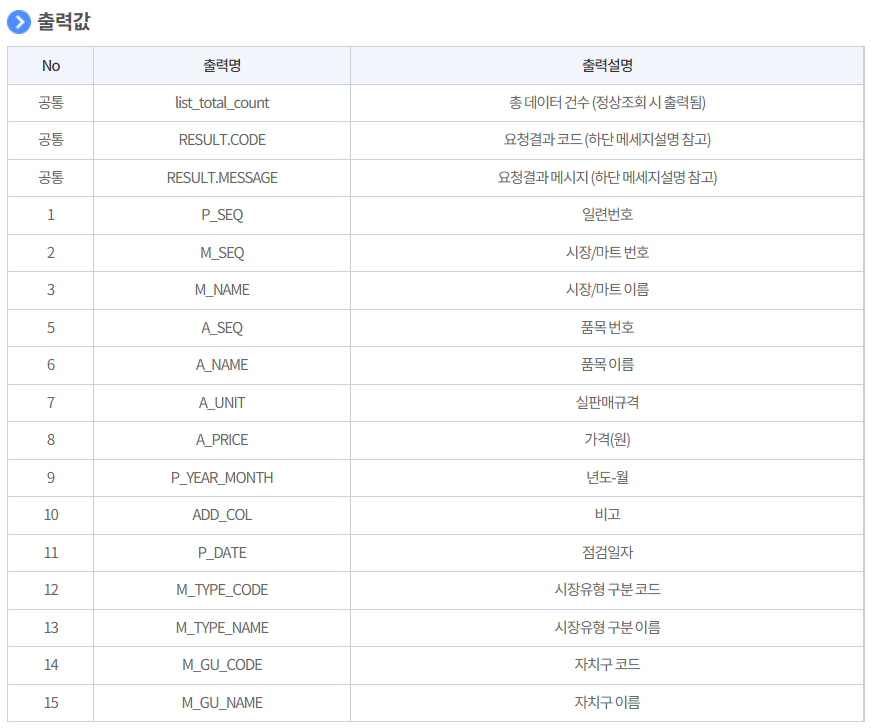 출력값
No 출력명 출력설명
공통 list_total_count 총 데이터 건수 (정상조회 시 출력됨)
공통 RESULT.CODE 요청결과 코드 (하단 메세지설명 참고)
공통 RESULT.MESSAGE 요청결과 메시지 (하단 메세지설명 참고)
1 P_SEQ 일련번호
2 M_SEQ 시장/마트 번호
3 M_NAME 시장/마트 이름
5 A_SEQ 품목 번호
6 A_NAME 품목 이름
7 A_UNIT 실판매규격
8 A_PRICE 가격(원)
9 P_YEAR_MONTH 년도-월
10 ADD_COL 비고
11 P_DATE 점검일자
12 M_TYPE_CODE 시장유형 구분 코드
13 M_TYPE_NAME 시장유형 구분 이름
14 M_GU_CODE 자치구 코드
15 M_GU_NAME 자치구 이름